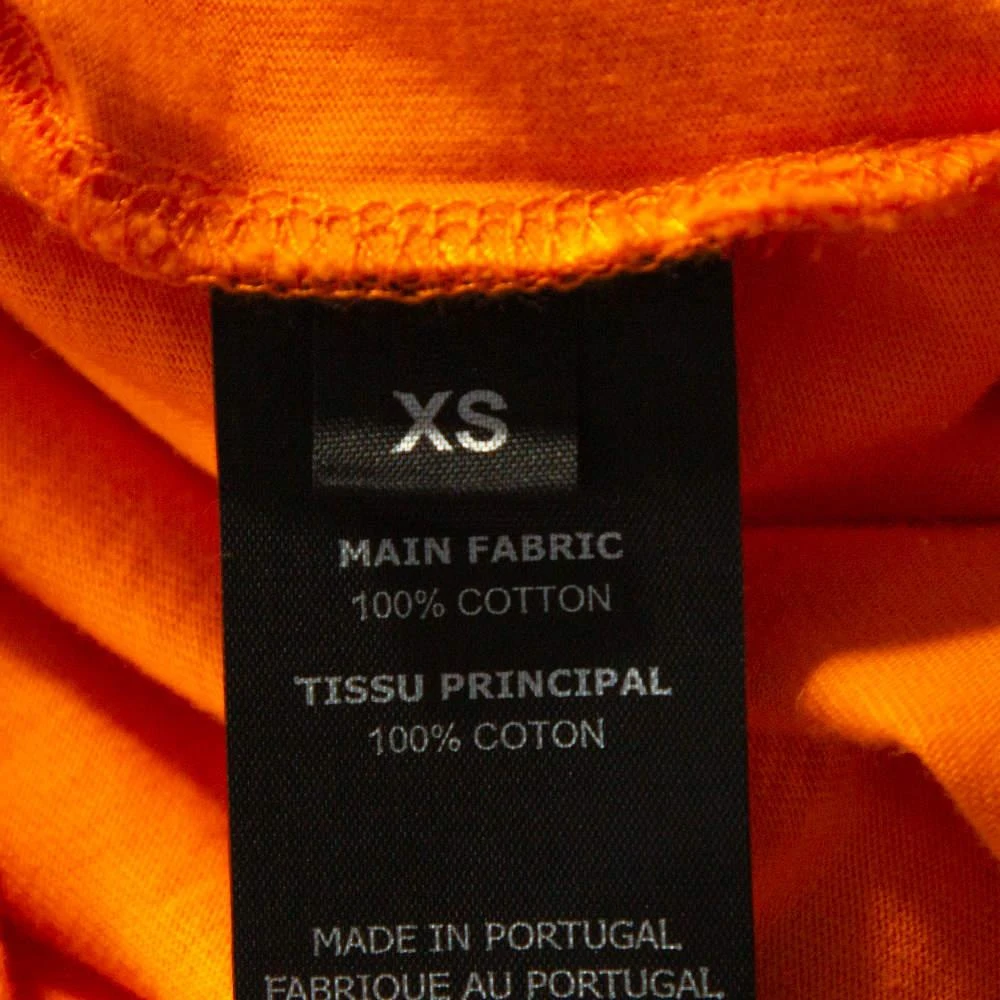 XS
MAIN FABRIC
100% COTTON
TISSU PRINCIPAL
100% COTON
MADE IN PORTUGAL
FABRIQUE AU PORTUGAL